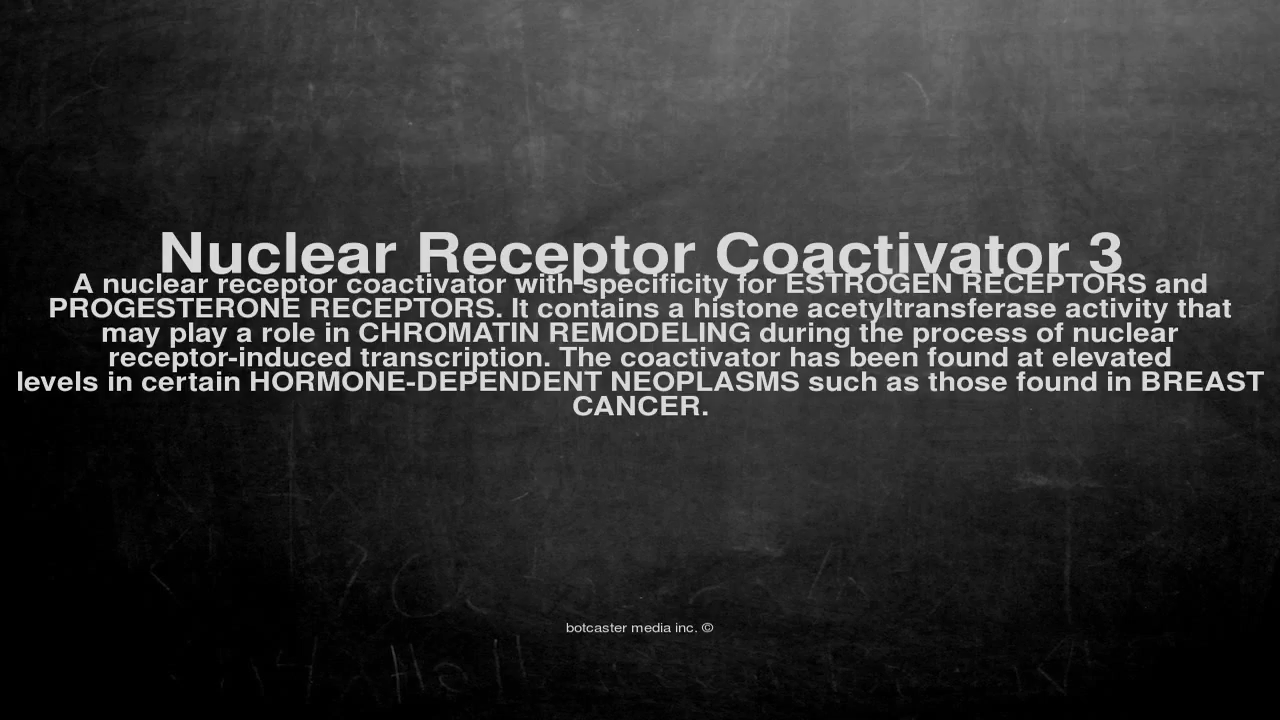 Nuclear Receptor Coactivator 3
A nuclear receptor coactivator with specificity for ESTROGEN RECEPTORS and
PROGESTERONE RECEPTORS. It contains a histone acetyltransferase activity that
may play a role in CHROMATIN REMODELING during the process of nuclear
receptor-induced transcription. The coactivator has been found at elevated
levels in certain HORMONE-DEPENDENT NEOPLASMS such as those found in BREAST
CANCER.
botcaster media inc. ©